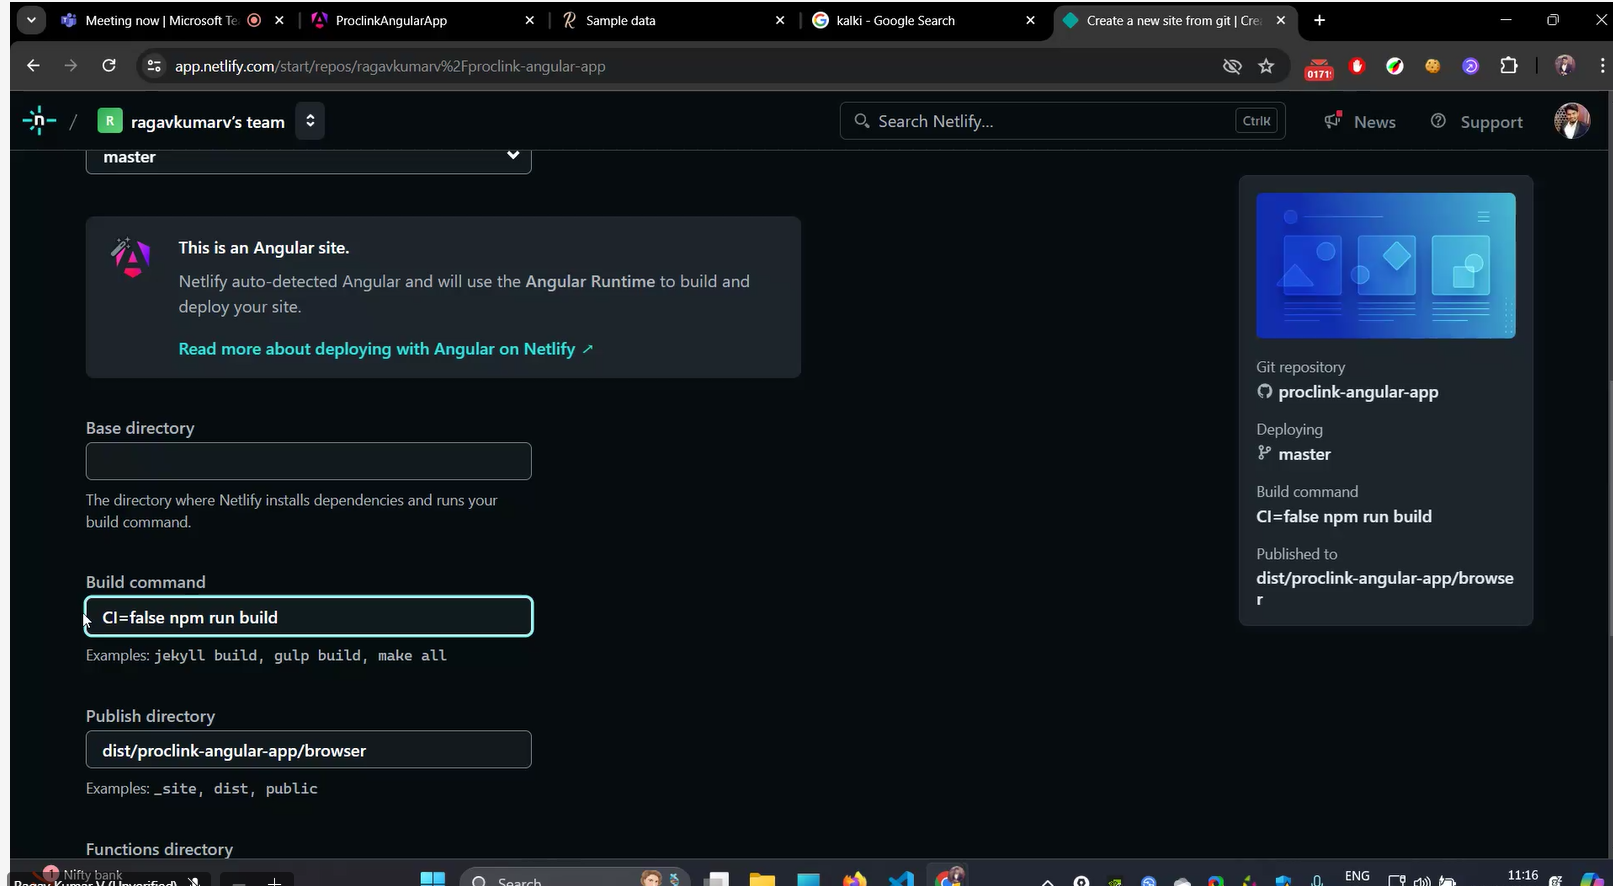 Meeting now | Microsoft Te
ProclinkAngularApp
Sample data
kalki - Google Search
Create a new site from git | Cre
app.netlify.com/start/repos/ragavkumarv%2Fproclink-angular-app
0171
n / R ragavkumarv's team
Search Netlify...
CtrlK
News
Support
master
This is an Angular site.
Netlify auto-detected Angular and will use the Angular Runtime to build and
deploy your site.
Read more about deploying with Angular on Netlify ↗
Base directory
The directory where Netlify installs dependencies and runs your
build command.
Build command
CI=false npm run build
Examples: jekyll build, gulp build, make all
Publish directory
dist/proclink-angular-app/browser
Examples: _site, dist, public
Functions directory
Git repository
proclink-angular-app
Deploying
master
Build command
CI=false npm run build
Published to
dist/proclink-angular-app/browse
r
1
Nifty bank
Ragav Kumar V (Unverified)
Search
ENG
11:16